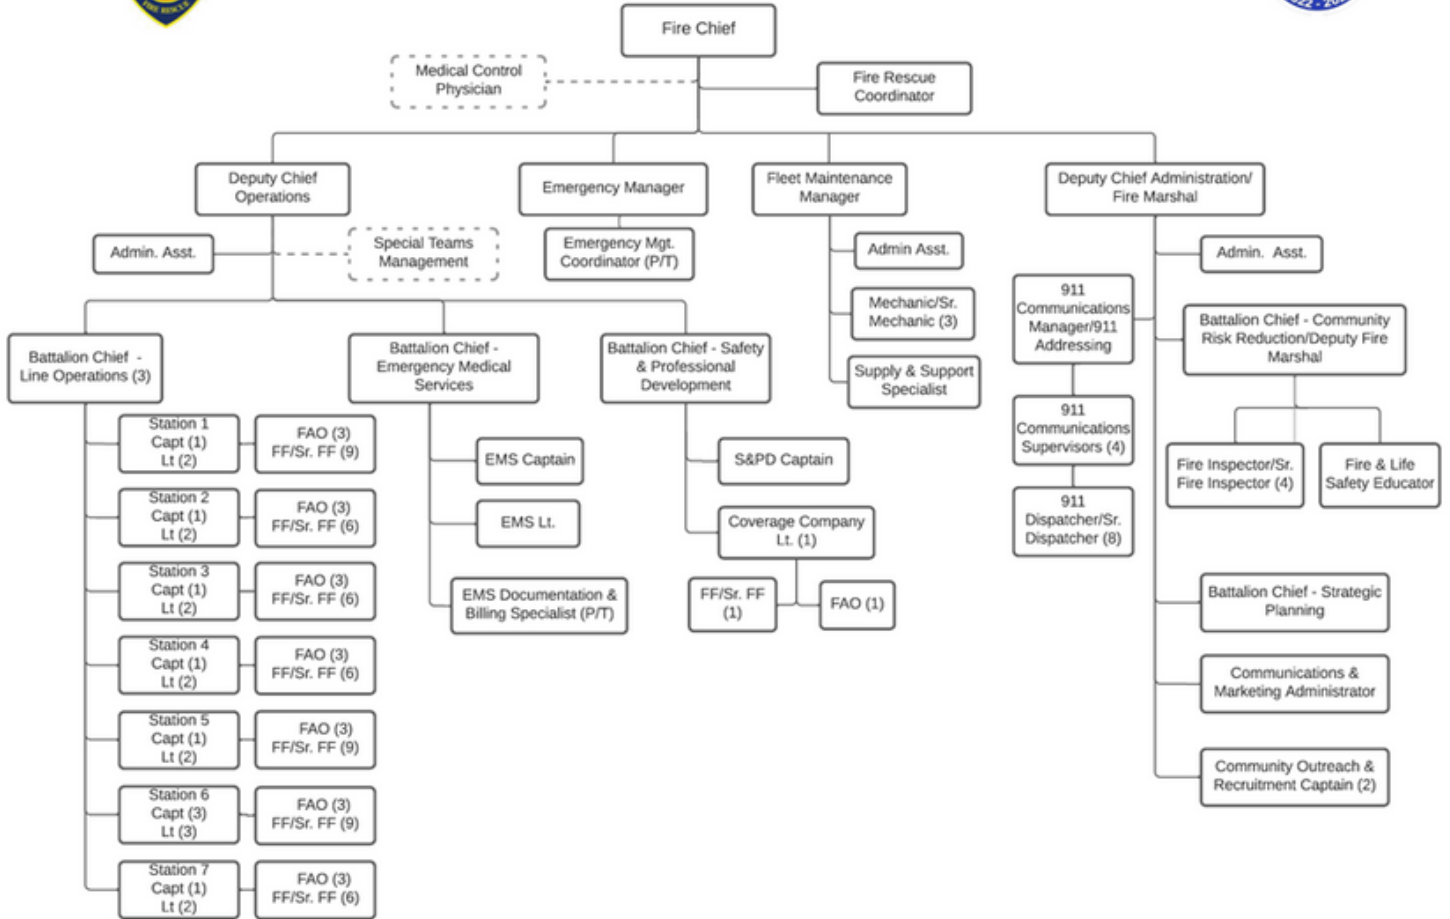 FIRE RESCUE
Fire Chief
Medical Control
Physician
Fire Rescue
Coordinator
Deputy Chief
Operations
Emergency Manager
Fleet Maintenance
Manager
Deputy Chief Administration/
Fire Marshal
Admin. Asst.
Special Teams
Management
Emergency Mgt.
Coordinator (P/T)
Admin Asst.
Mechanic/Sr.
Mechanic (3)
Supply & Support
Specialist
Admin. Asst.
911
Communications
Manager/911
Addressing
Battalion Chief - Community
Risk Reduction/Deputy Fire
Marshal
911
Communications
Supervisors (4)
911
Dispatcher/Sr.
Dispatcher (8)
Fire Inspector/Sr.
Fire Inspector (4)
Fire & Life
Safety Educator
Battalion Chief - Strategic
Planning
Communications &
Marketing Administrator
Community Outreach &
Recruitment Captain (2)
Battalion Chief -
Line Operations (3)
Battalion Chief -
Emergency Medical
Services
Battalion Chief - Safety
& Professional
Development
Station 1
Capt (1)
Lt (2)
FAO (3)
FF/Sr. FF (9)
Station 2
Capt (1)
Lt (2)
FAO (3)
FF/Sr. FF (6)
Station 3
Capt (1)
Lt (2)
FAO (3)
FF/Sr. FF (6)
Station 4
Capt (1)
Lt (2)
FAO (3)
FF/Sr. FF (6)
Station 5
Capt (1)
Lt (2)
FAO (3)
FF/Sr. FF (9)
Station 6
Capt (3)
Lt (3)
FAO (3)
FF/Sr. FF (9)
Station 7
Capt (1)
Lt (2)
FAO (3)
FF/Sr. FF (6)
EMS Captain
EMS Lt.
EMS Documentation &
Billing Specialist (P/T)
S&PD Captain
Coverage Company
Lt. (1)
FF/Sr. FF
(1)
FAO (1)